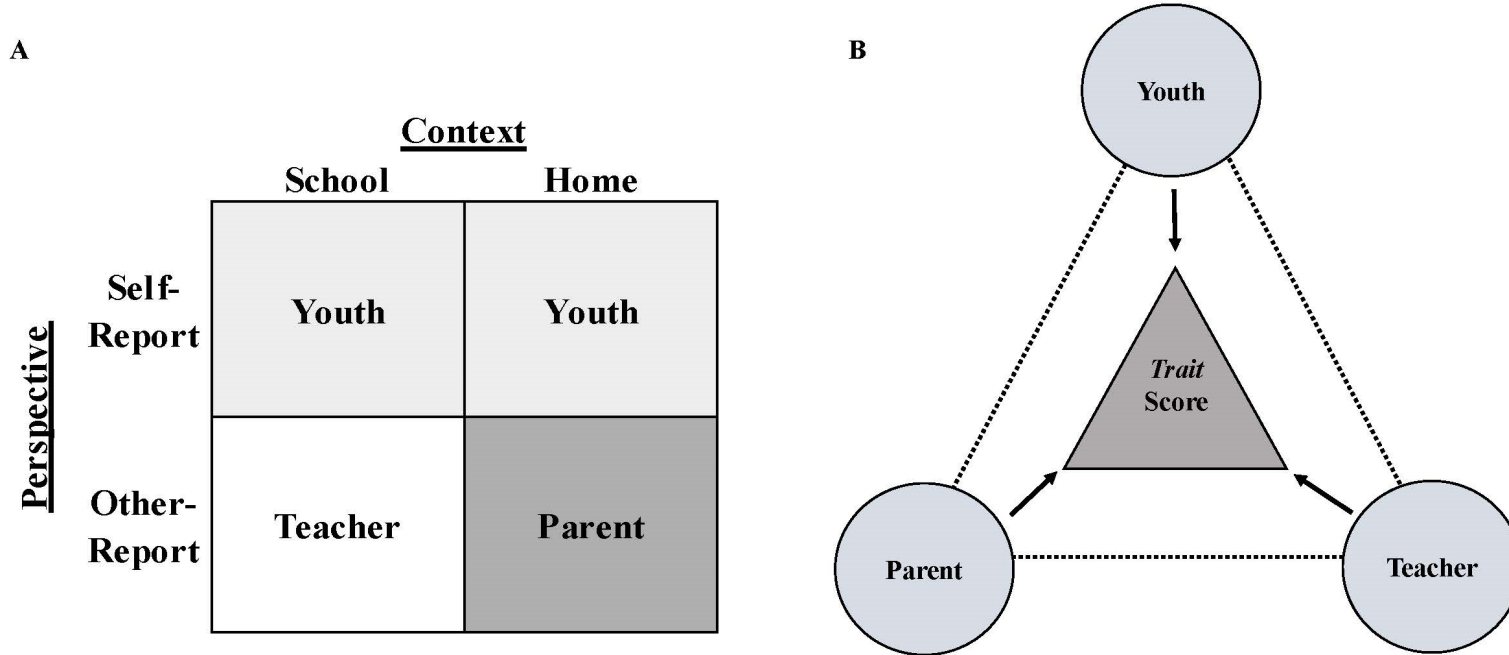 A
Context
School Home
Self-
Report
Youth Youth
Perspective
Other-
Report
Teacher Parent
B
Youth
Trait
Score
Parent
Teacher